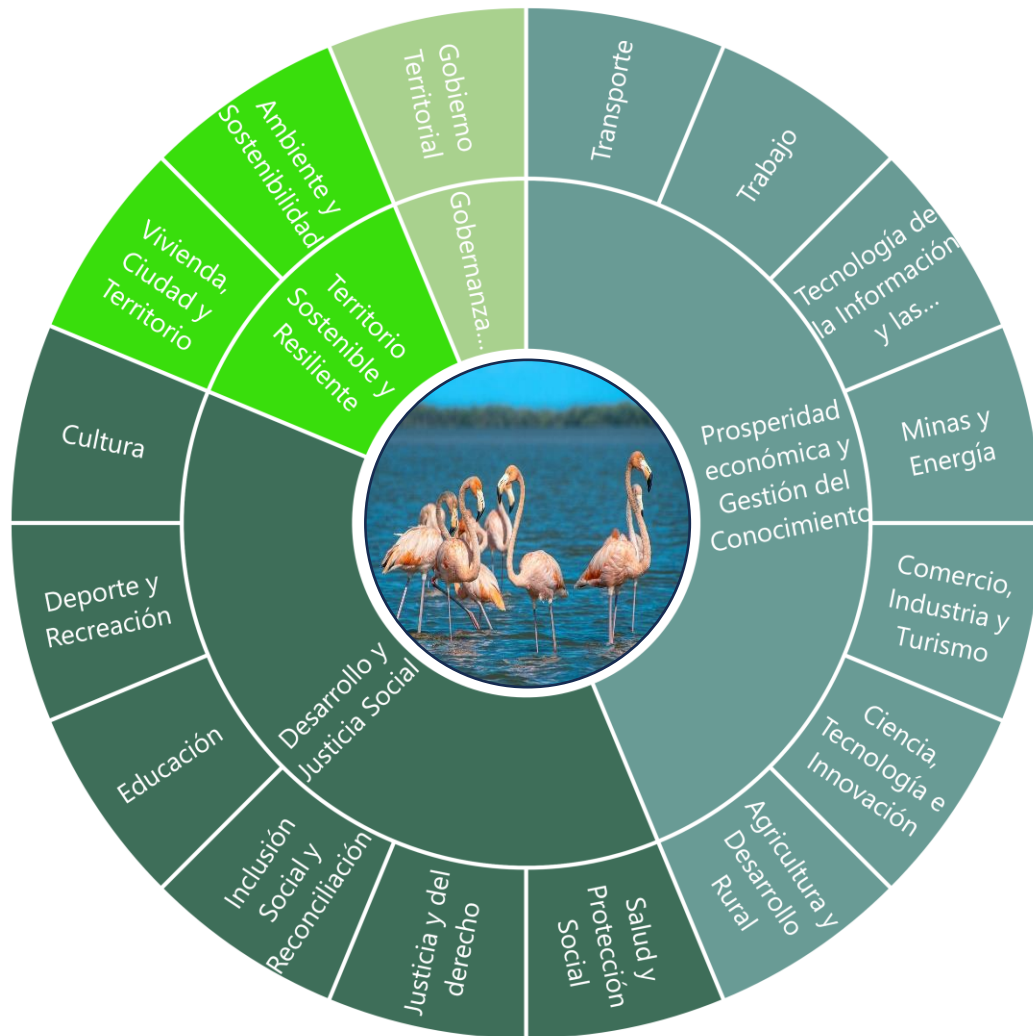 Transporte
Trabajo
Tecnología de
la Información
y las...
Minas y
Energía
Comercio,
Industria y
Turismo
Ciencia,
Tecnología e
Innovación
Agricultura y
Desarrollo
Rural
Salud y
Protección
Social
Justicia y del
derecho
Inclusión
Social y
Reconciliación
Educación
Deporte y
Recreación
Cultura
Vivienda,
Ciudad y
Territorio
Ambiente y
Sostenibilidad
Gobierno
Territorial
Prosperidad
económica y
Gestión del
Conocimiento
Desarrollo y
Justicia Social
Territorio
Sostenible y
Resiliente
Gobernanza...